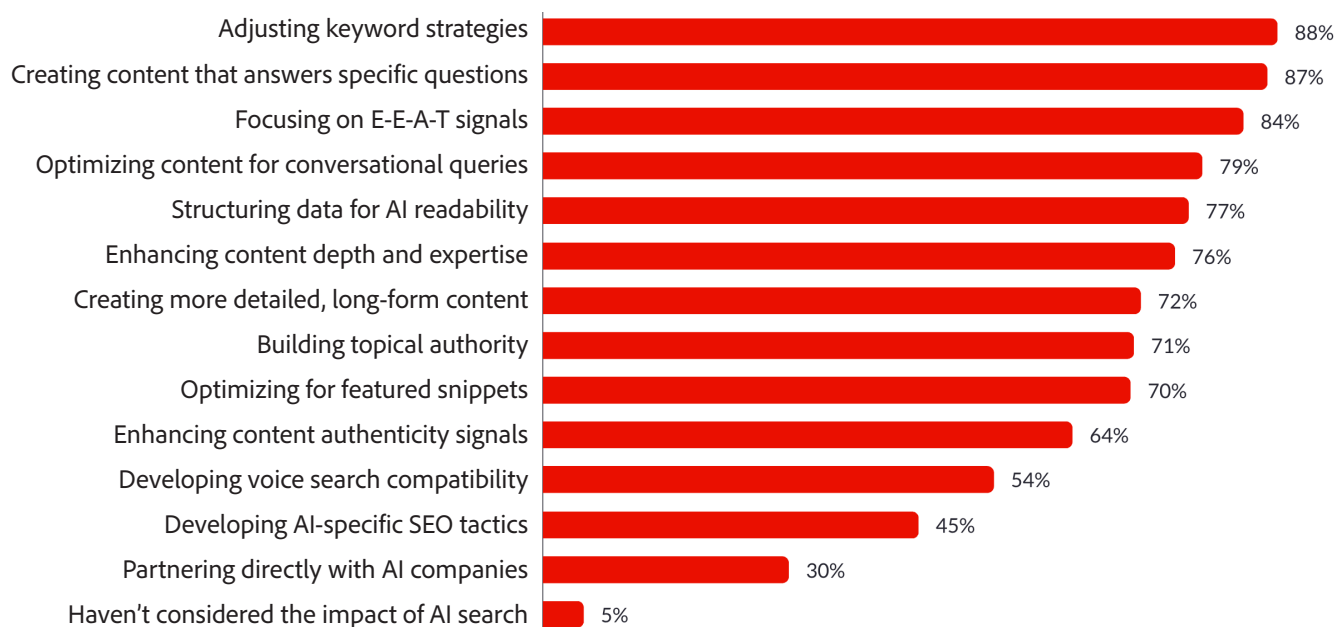 Adjusting keyword strategies 88%
Creating content that answers specific questions 87%
Focusing on E-E-A-T signals 84%
Optimizing content for conversational queries 79%
Structuring data for AI readability 77%
Enhancing content depth and expertise 76%
Creating more detailed, long-form content 72%
Building topical authority 71%
Optimizing for featured snippets 70%
Enhancing content authenticity signals 64%
Developing voice search compatibility 54%
Developing AI-specific SEO tactics 45%
Partnering directly with AI companies 30%
Haven’t considered the impact of AI search 5%